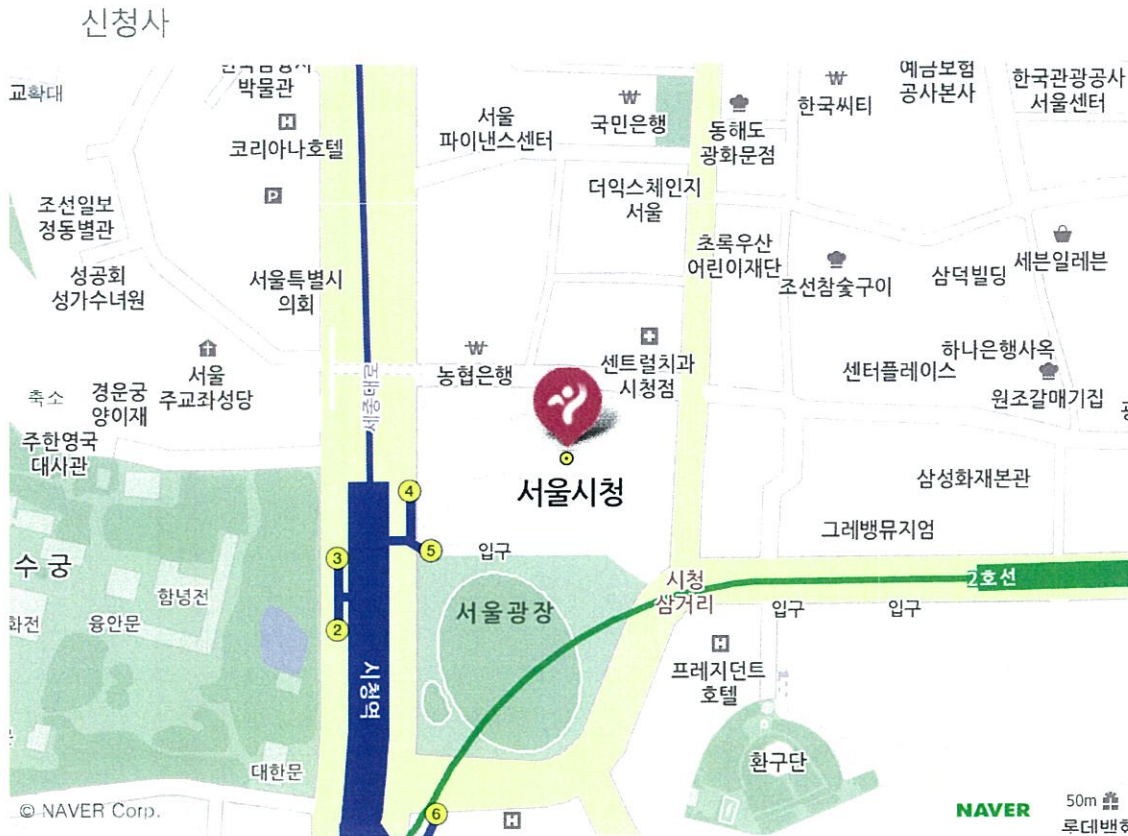 신청사
박물관
교확대
코리아나호텔
P
서울
파이낸스센터
국민은행
동해도
광화문점
한국씨티
예금보험
공사본사
한국관광공사
서울센터
더익스체인지
서울
조선일보
정동별관
초록우산
어린이재단
성공회
성가수녀원
서울특별시
의회
조선참숯구이
삼덕빌딩
세븐일레븐
서울
주교좌성당
세종대로
농협은행
센트럴치과
시청점
센터플레이스
하나은행사옥
원조갈매기집
축소
경운궁
양이재
주한영국
대사관
서울시청
삼성화재본관
그레뱅뮤지엄
4
5
3
2
입구
수궁
함녕전
화전
융안문
서울광장
시청
삼거리
2호선
입구
입구
시청역
H
프레지던트
호텔
환구단
대한문
6
H
© NAVER Corp.
NAVER
50m
롯데백화